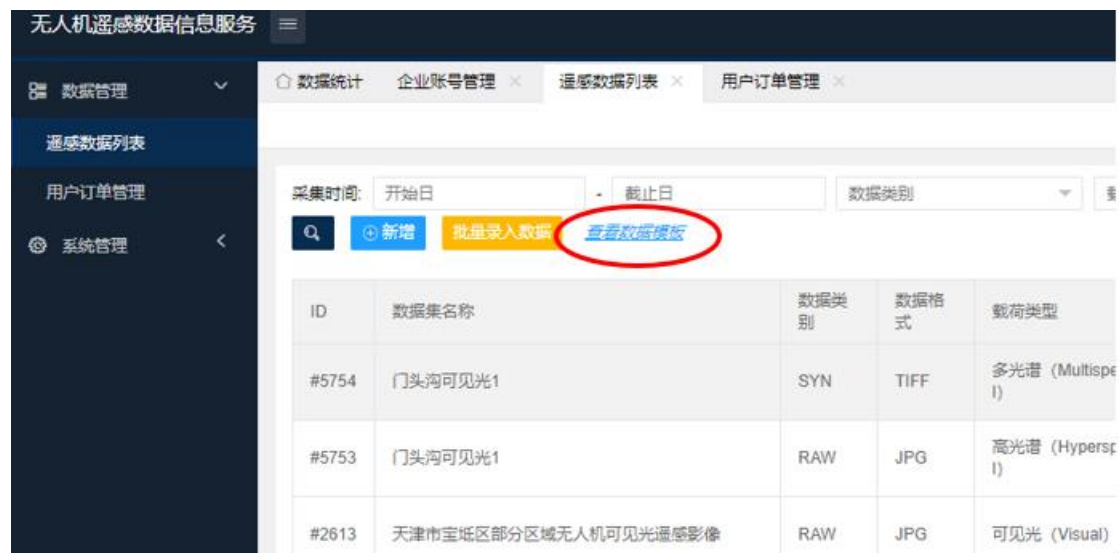 无人机遥感数据信息服务
数据管理
遥感数据列表
用户订单管理
系统管理
数据统计 企业账号管理 × 遥感数据列表 × 用户订单管理 ×
采集时间: 开始日 - 截止日 数据类别
新增 批量录入数据 查看数据模板
ID 数据集名称 数据类别 数据格式 载荷类型
#5754 门头沟可见光1 SYN TIFF 多光谱 (Multispe
l)
#5753 门头沟可见光1 RAW JPG 高光谱 (Hypersp
l)
#2613 天津市宝坻区部分区域无人机可见光遥感影像 RAW JPG 可见光 (Visual)